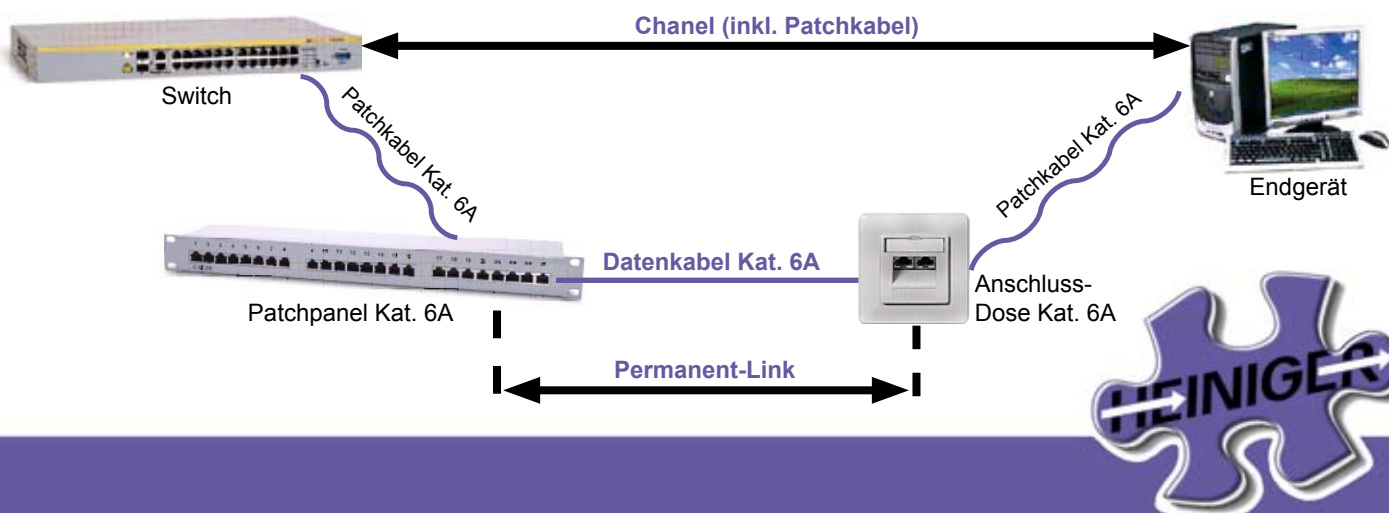 Chanel (inkl. Patchkabel)
Switch
Patchkabel Kat. 6A
Patchkabel Kat. 6A
Endgerät
Datenkabel Kat. 6A
Patchpanel Kat. 6A
Anschluss-
Dose Kat. 6A
Permanent-Link
HEINIGER